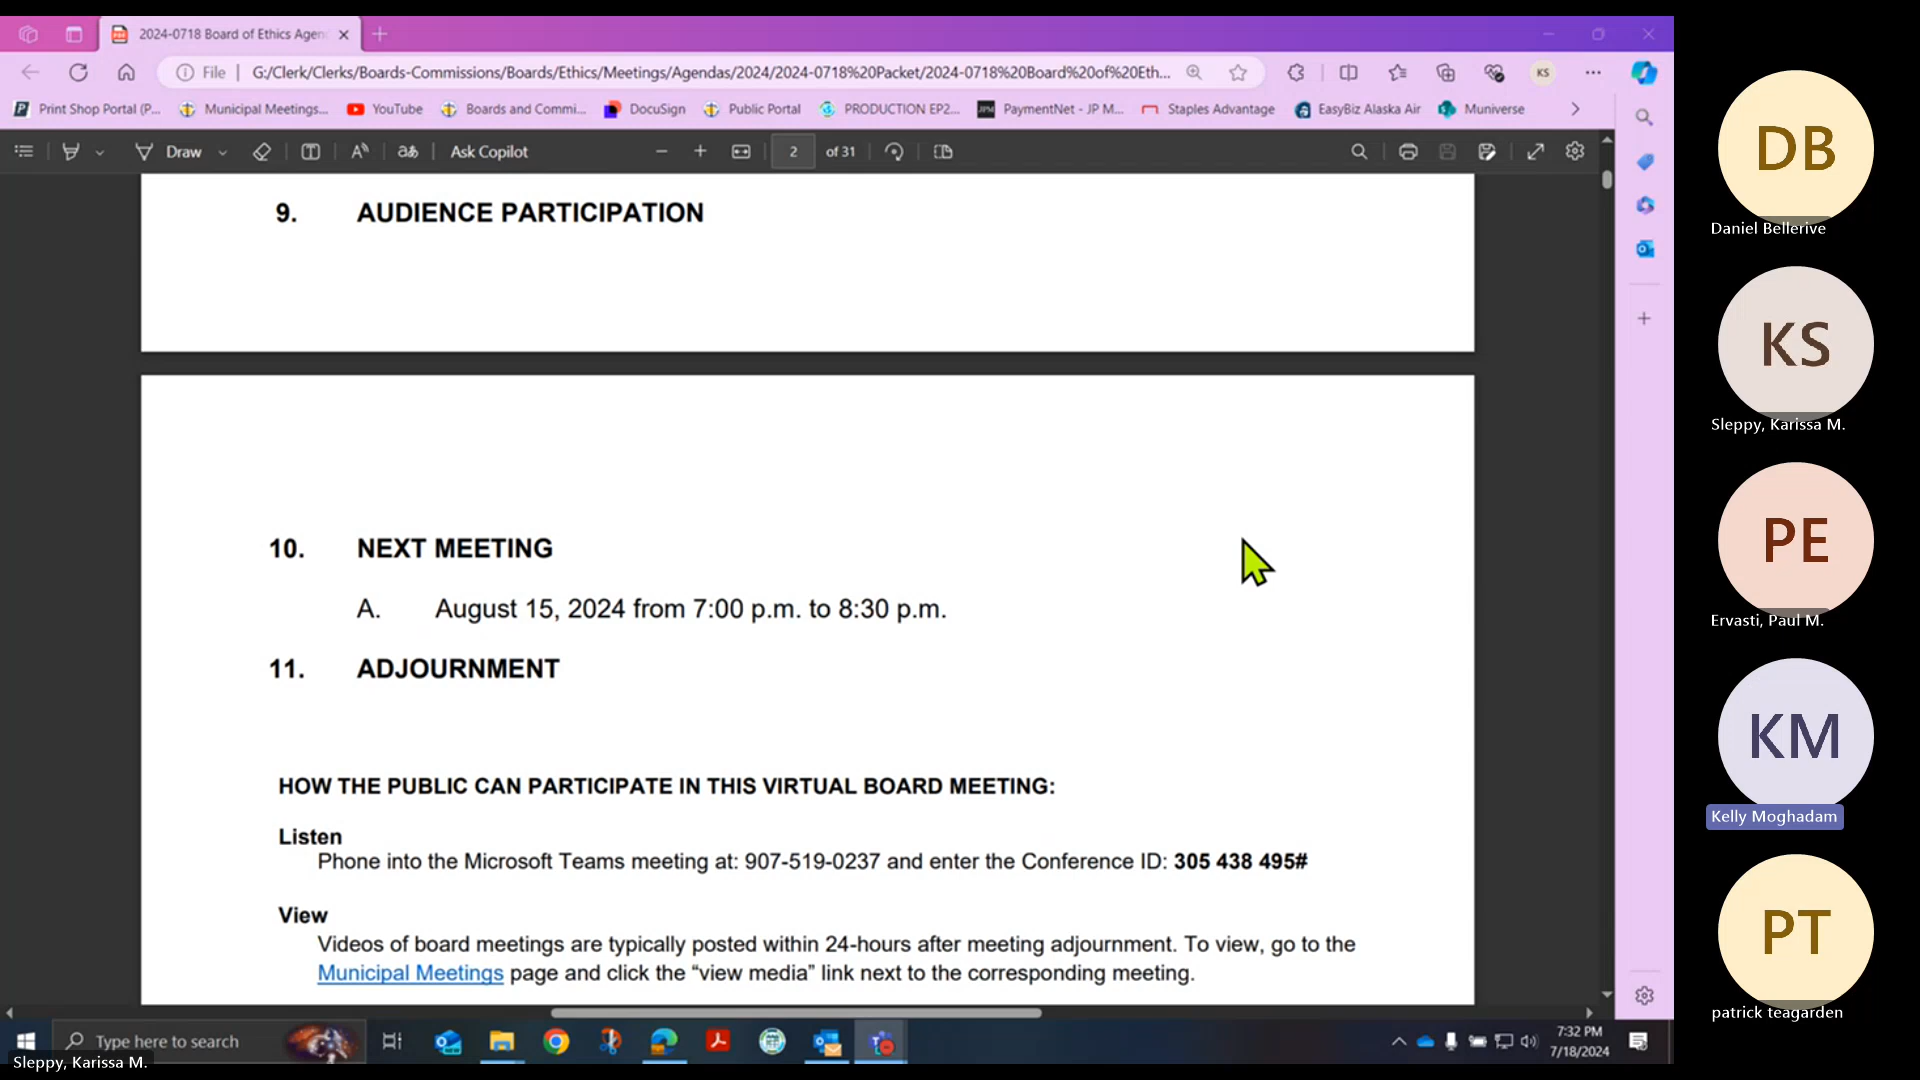 2024-0718 Board of Ethics Agen
File
G:/Clerk/Clerks/Boards-Commissions/Boards/Ethics/Meetings/Agendas/2024/2024-0718%20Packet/2024-0718%20Board%20of%20Eth...
KS
Print Shop Portal (P...
Municipal Meetings...
YouTube
Boards and Commi...
DocuSign
Public Portal
PRODUCTION EP2...
JPM
PaymentNet - JP M...
Staples Advantage
EasyBiz Alaska Air
Muniverse
Draw
Ask Copilot
2
of 31
9. AUDIENCE PARTICIPATION
10. NEXT MEETING
A. August 15, 2024 from 7:00 p.m. to 8:30 p.m.
11. ADJOURNMENT
HOW THE PUBLIC CAN PARTICIPATE IN THIS VIRTUAL BOARD MEETING:
Listen
Phone into the Microsoft Teams meeting at: 907-519-0237 and enter the Conference ID: 305 438 495#
View
Videos of board meetings are typically posted within 24-hours after meeting adjournment. To view, go to the
Municipal Meetings page and click the “view media” link next to the corresponding meeting.
Type here to search
7:32 PM
7/18/2024
Sleppy, Karissa M.
DB
Daniel Bellerive
KS
Sleppy, Karissa M.
PE
Ervasti, Paul M.
KM
Kelly Moghadam
PT
patrick teagarden